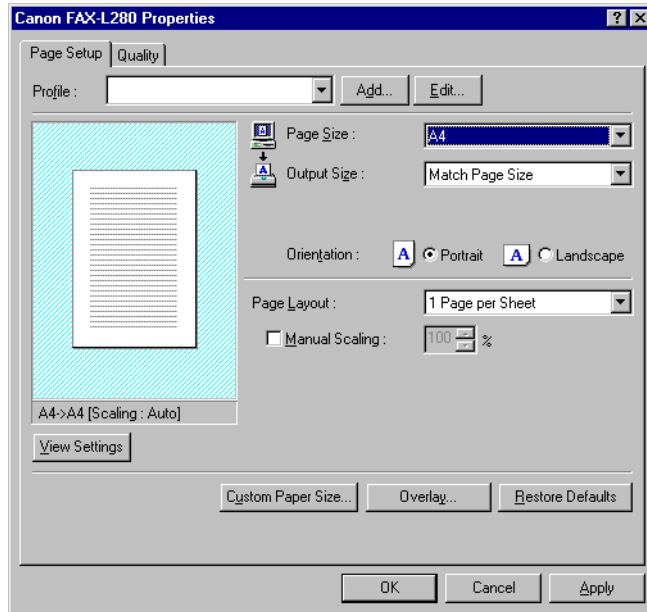 Canon FAX-L280 Properties
Page Setup Quality
Profile : Add... Edit...
Page Size : A4
Output Size : Match Page Size
Orientation : A Portrait A Landscape
Page Layout : 1 Page per Sheet
Manual Scaling : 100 %
A4->A4 [Scaling : Auto]
View Settings
Custom Paper Size... Overlay... Restore Defaults
OK Cancel Apply